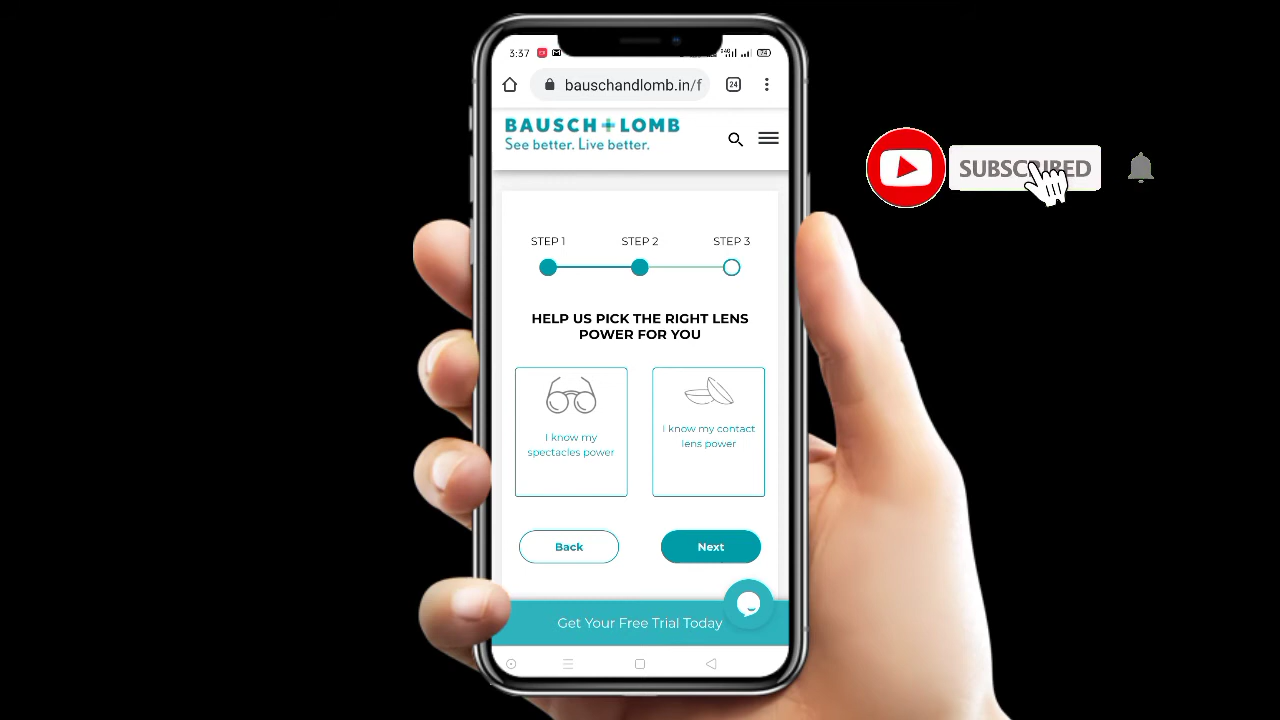 3:37
74
bauschandlomb.in/f
24
BAUSCH+LOMB
See better. Live better.
STEP 1
STEP 2
STEP 3
HELP US PICK THE RIGHT LENS
POWER FOR YOU
I know my
spectacles power
I know my contact
lens power
Back
Next
Get Your Free Trial Today
SUBSCRIBED